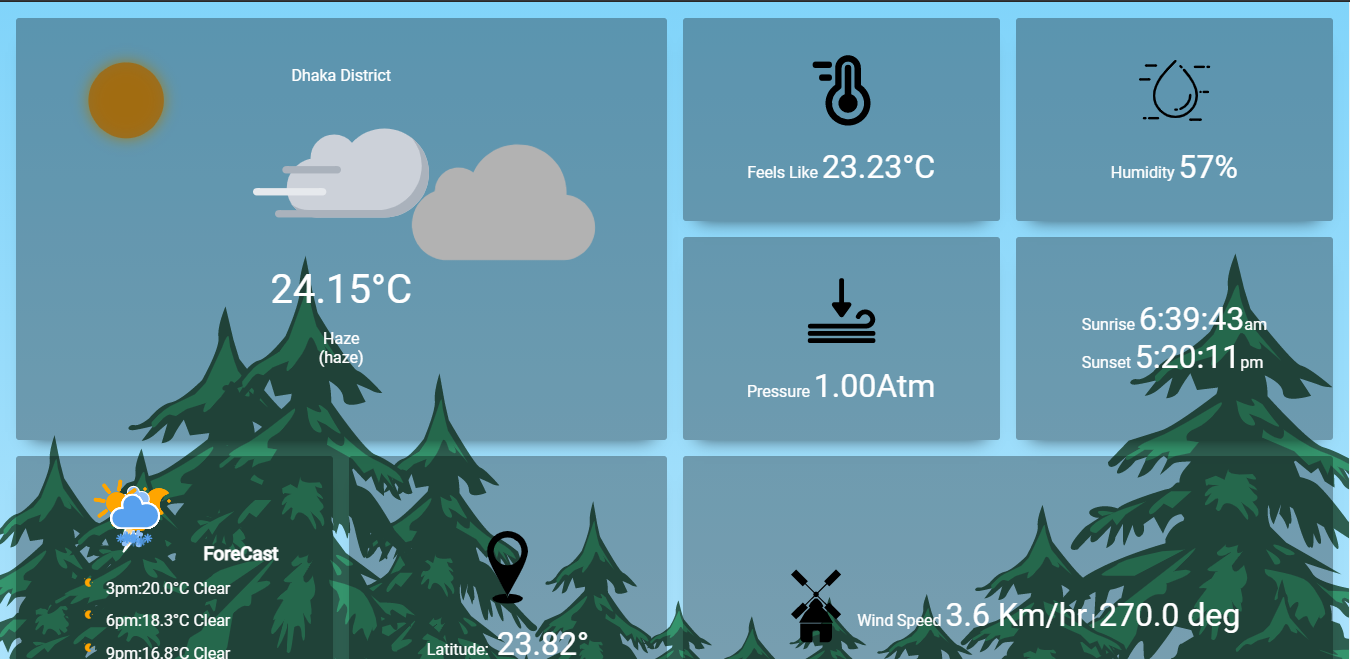 Dhaka District
24.15°C
Haze
(haze)
Feels Like 23.23°C
Humidity 57%
Pressure 1.00Atm
Sunrise 6:39:43am
Sunset 5:20:11pm
ForeCast
3pm:20.0°C Clear
6pm:18.3°C Clear
9pm:16.8°C Clear
Latitude: 23.82°
Wind Speed 3.6 Km/hr|270.0 deg